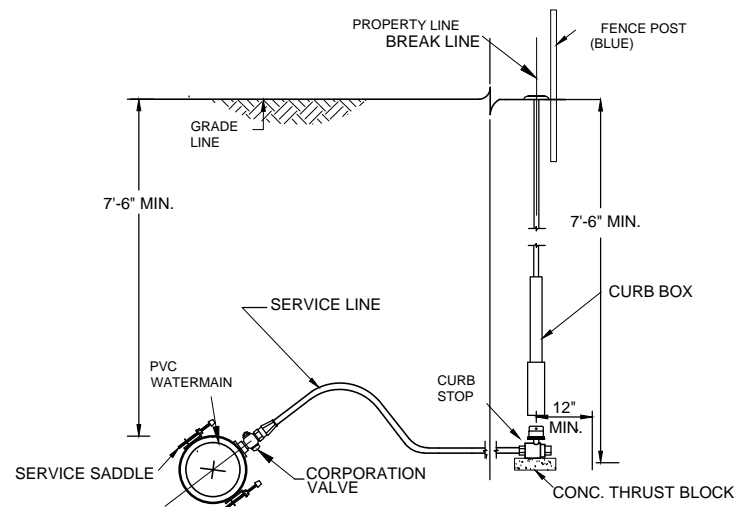 PROPERTY LINE
BREAK LINE
FENCE POST
(BLUE)
GRADE
LINE
7'-6" MIN.
7'-6" MIN.
SERVICE LINE
CURB BOX
PVC
WATERMAIN
CURB
STOP
12"
MIN.
SERVICE SADDLE
CORPORATION
VALVE
CONC. THRUST BLOCK